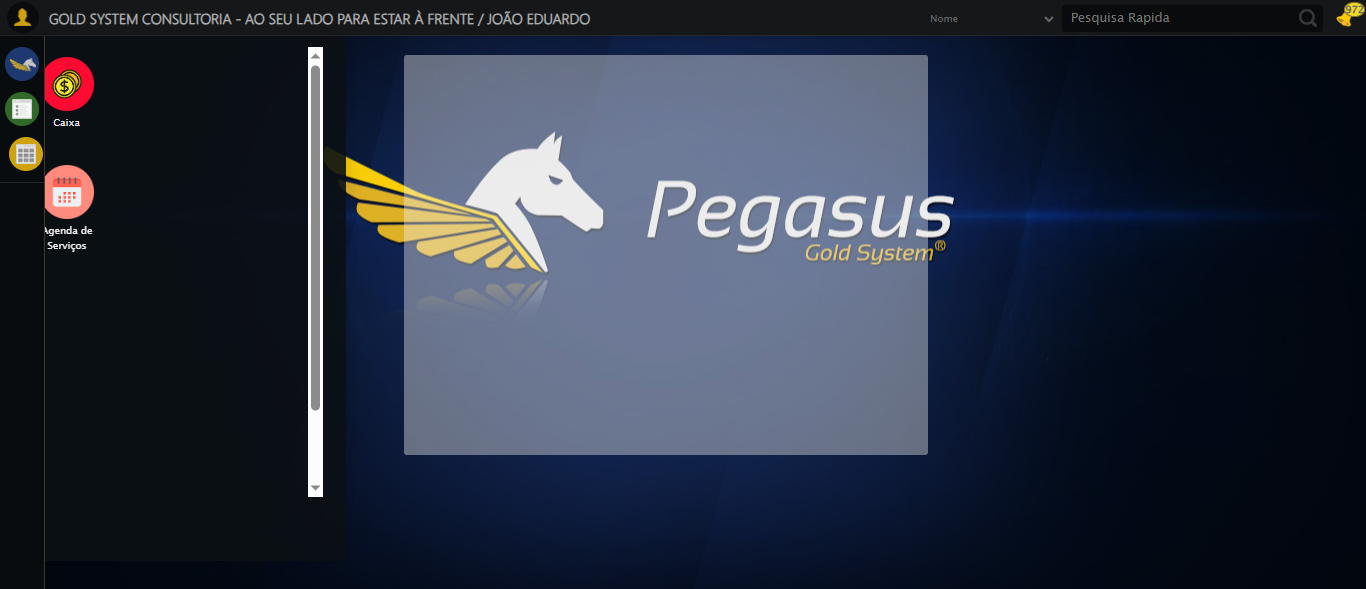 GOLD SYSTEM CONSULTORIA - AO SEU LADO PARA ESTAR À FRENTE / JOÃO EDUARDO
Nome
Pesquisa Rapida
972
Caixa
Agenda de
Serviços
Pegasus
Gold System®